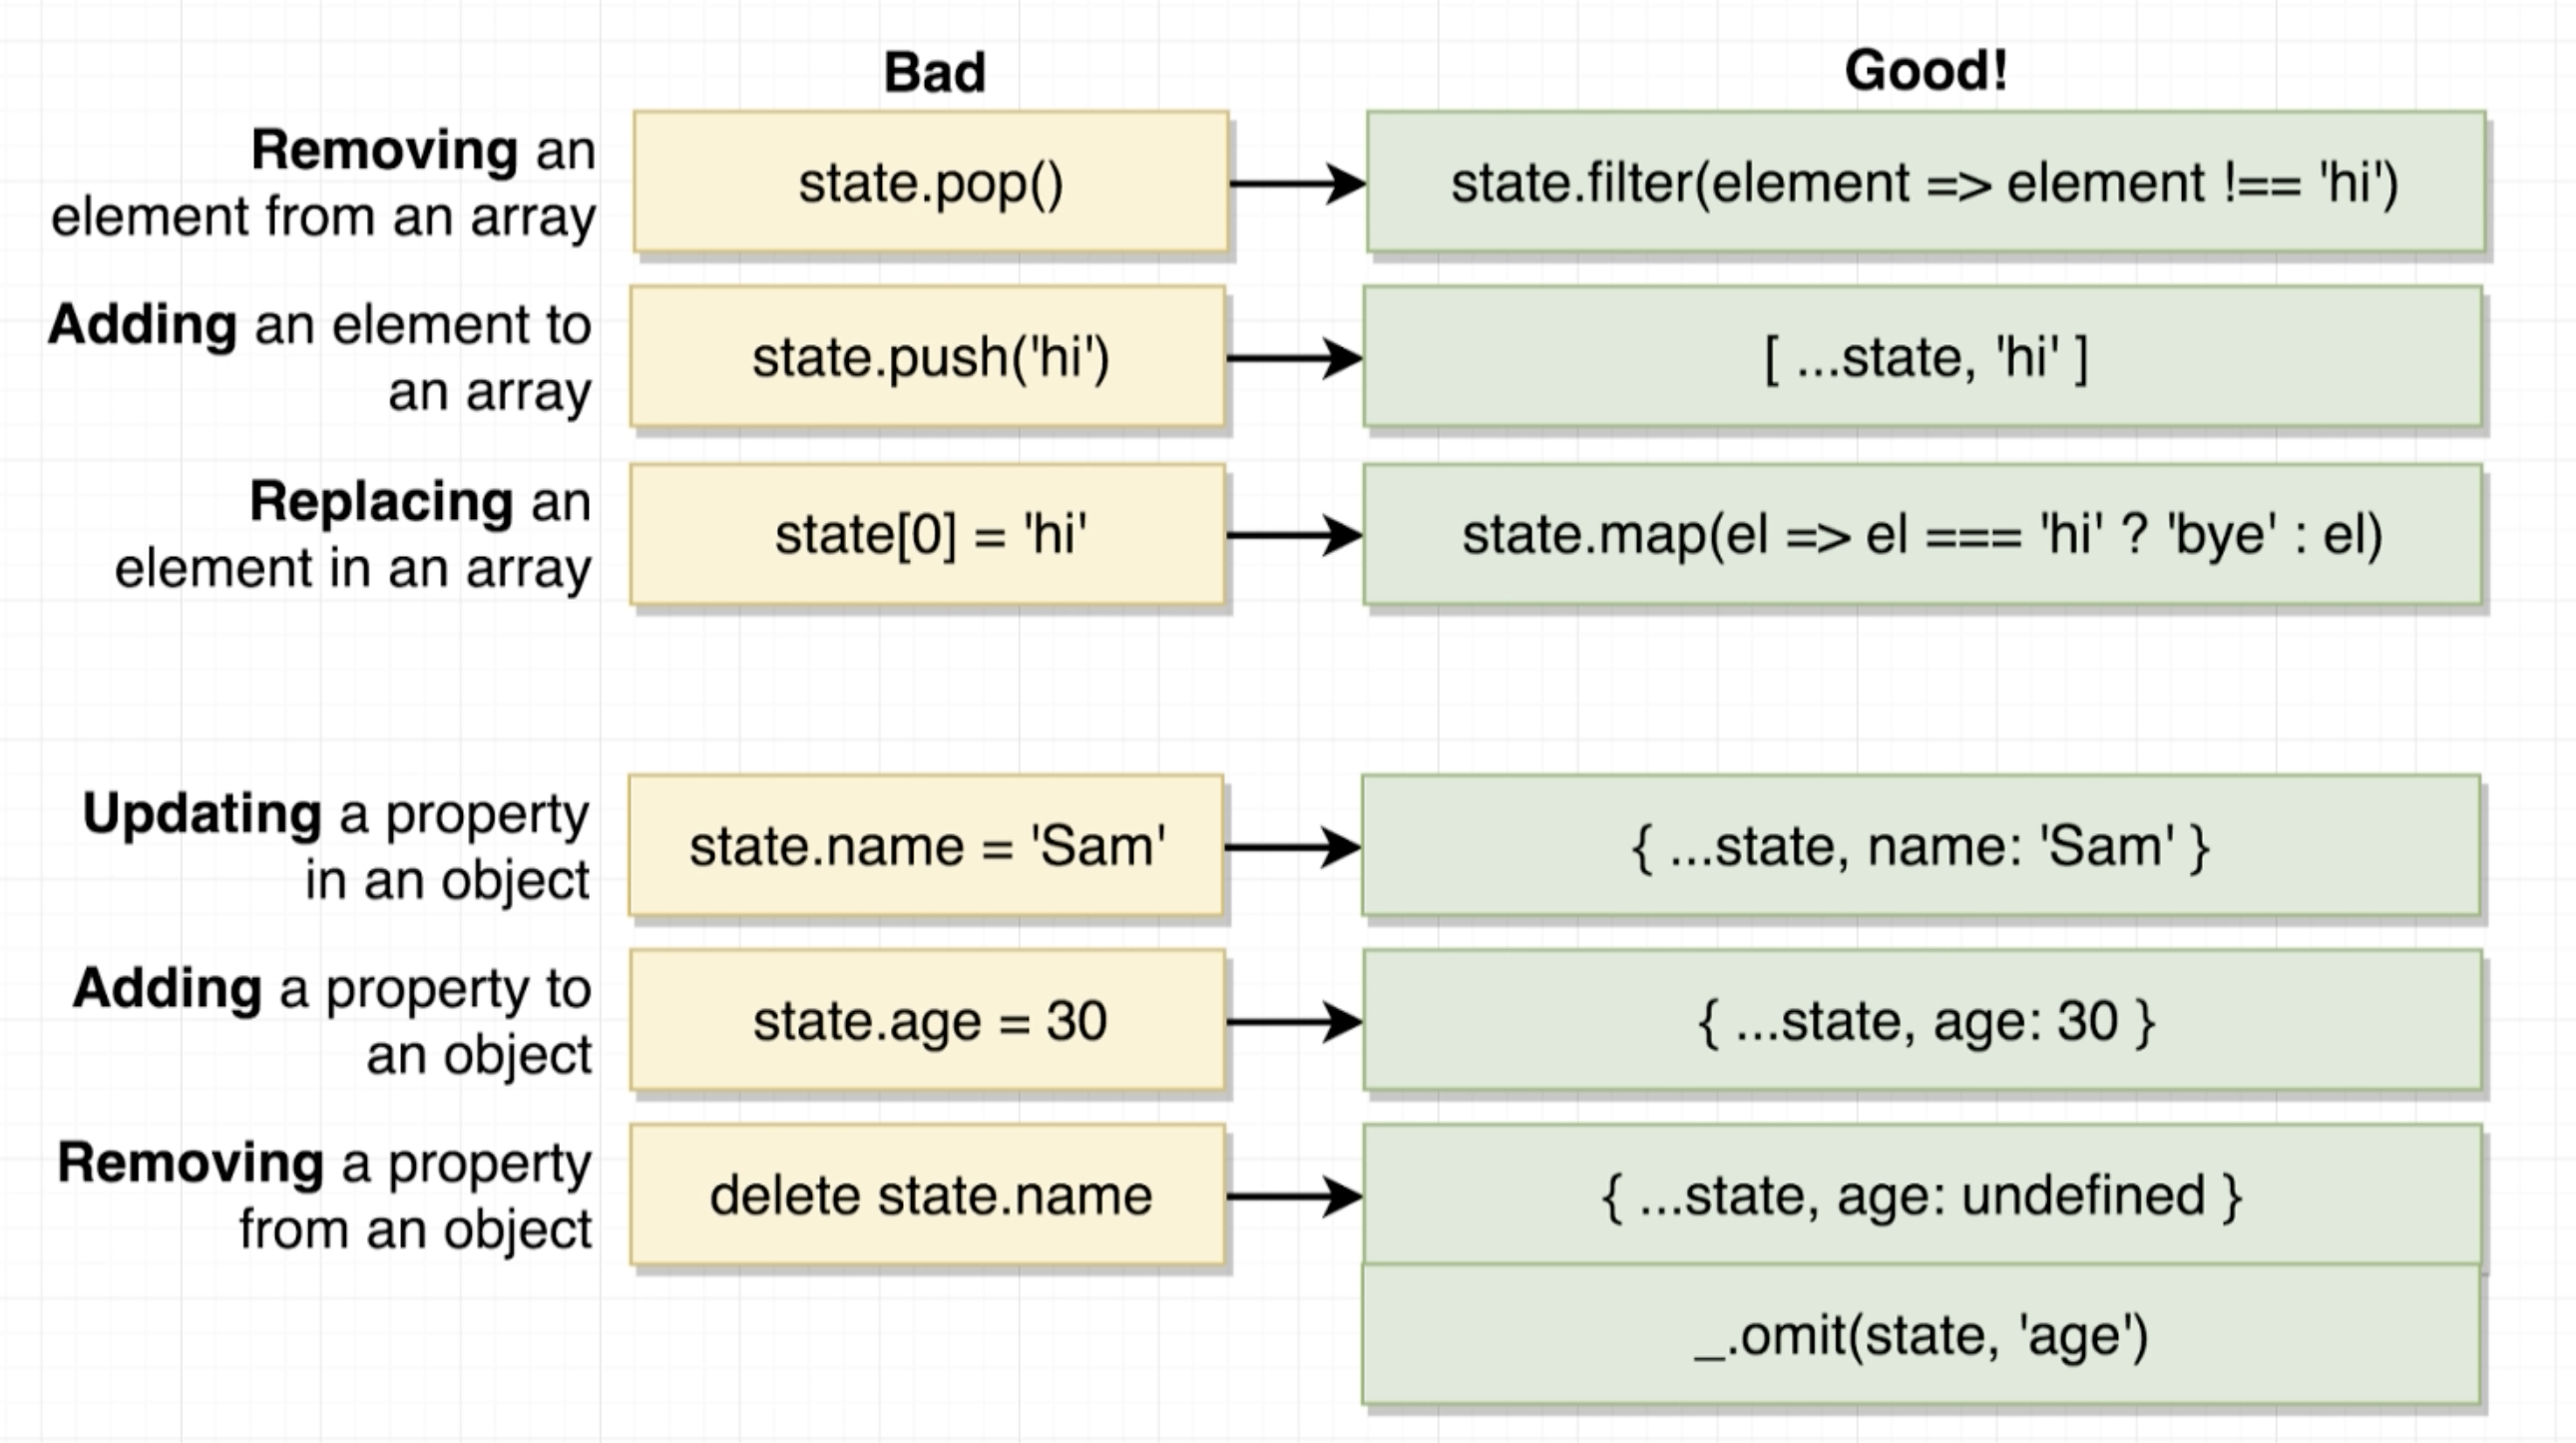 Bad
Good!
Removing an
element from an array
state.pop()
state.filter(element => element !== 'hi')
Adding an element to
an array
state.push('hi')
[ ...state, 'hi' ]
Replacing an
element in an array
state[0] = 'hi'
state.map(el => el === 'hi' ? 'bye' : el)
Updating a property
in an object
state.name = 'Sam'
{ ...state, name: 'Sam' }
Adding a property to
an object
state.age = 30
{ ...state, age: 30 }
Removing a property
from an object
delete state.name
{ ...state, age: undefined }
_.omit(state, 'age')